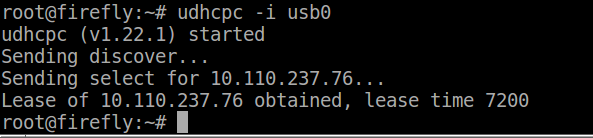 root@firefly:~# udhcpc -i usb0
udhcpc (v1.22.1) started
Sending discover...
Sending select for 10.110.237.76...
Lease of 10.110.237.76 obtained, lease time 7200
root@firefly:~#